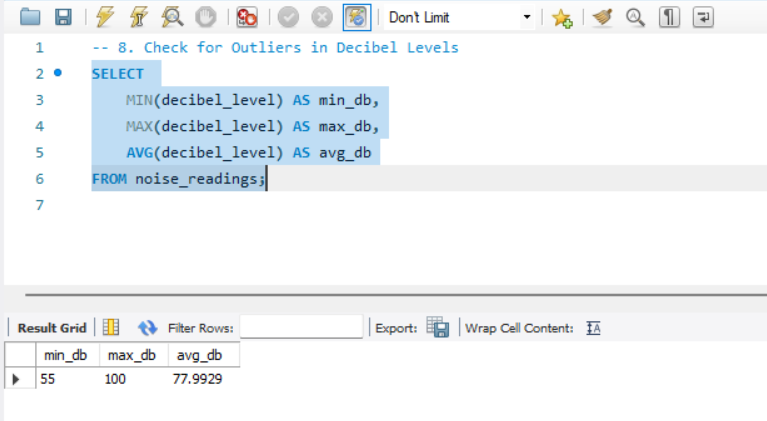 Don't Limit
1 -- 8. Check for Outliers in Decibel Levels
2 SELECT
3 MIN(decibel_level) AS min_db,
4 MAX(decibel_level) AS max_db,
5 AVG(decibel_level) AS avg_db
6 FROM noise_readings;
7
Result Grid Filter Rows: Export: Wrap Cell Content: IA
min_db max_db avg_db
55 100 77.9929